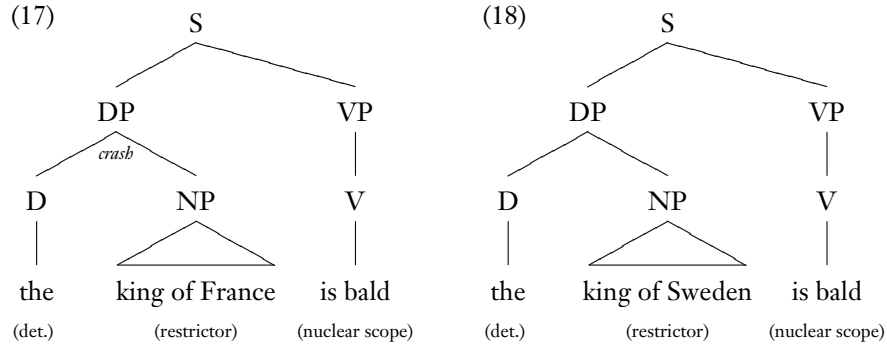 (17) (18)
S S
DP VP DP VP
crash
D NP V D NP V
the king of France is bald the king of Sweden is bald
(det.) (restrictor) (nuclear scope) (det.) (restrictor) (nuclear scope)